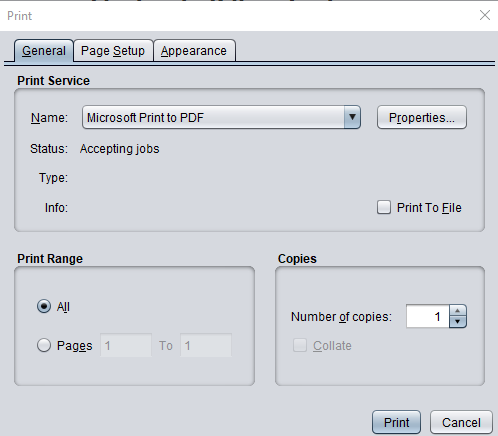 Print
General Page Setup Appearance
Print Service
Name: Microsoft Print to PDF Properties...
Status: Accepting jobs
Type:
Info: Print To File
Print Range
All
Pages 1 To 1
Copies
Number of copies: 1
Collate
Print Cancel